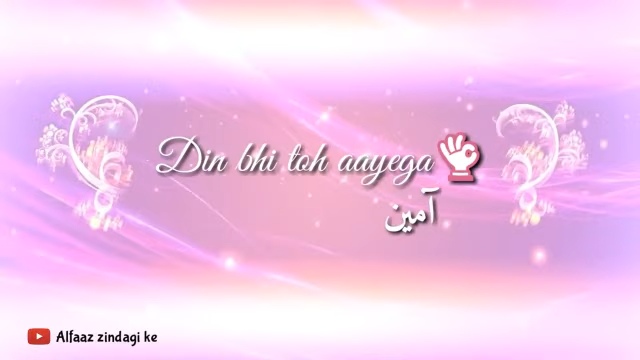 Din bhi toh aayega👌
آمین
Alfaaz zindagi ke